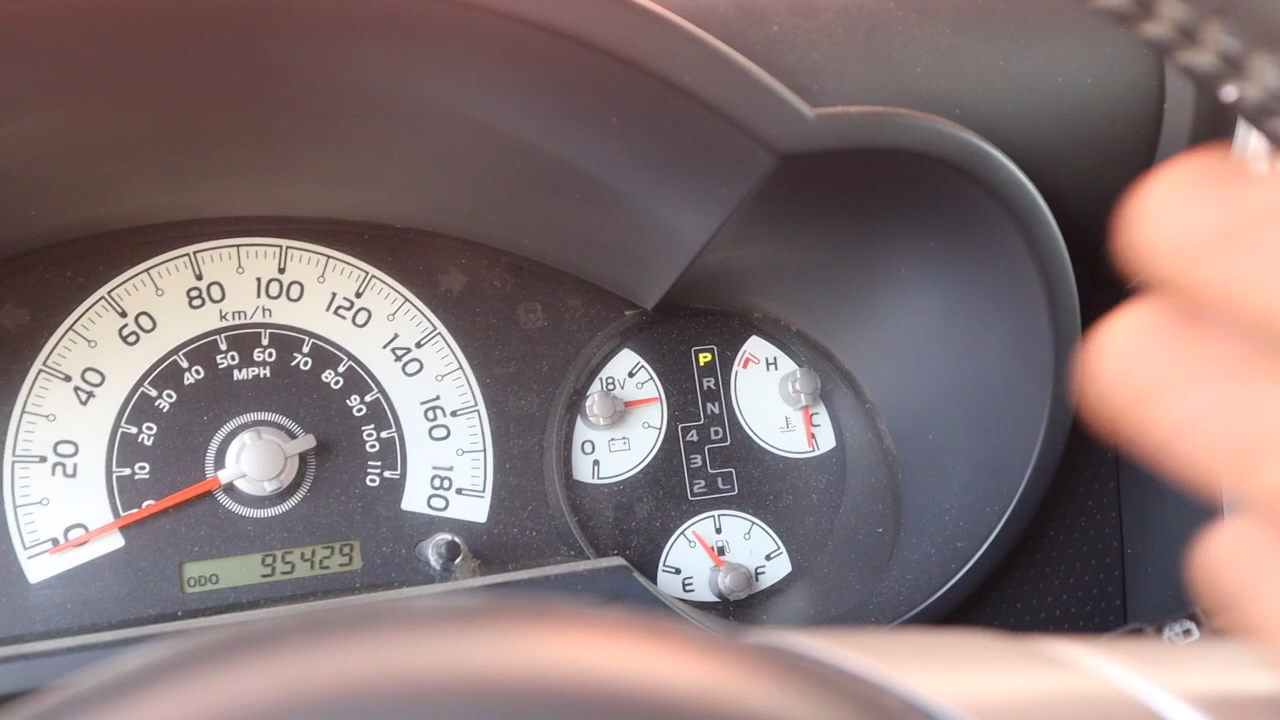 0 20 40 60 80 100 120 140 160 180
km/h
10 20 30 40 50 60 70 80 90 100 110
MPH
ODO 95429
18V
0
P
R
N
4 D
3
2 L
H
C
E F